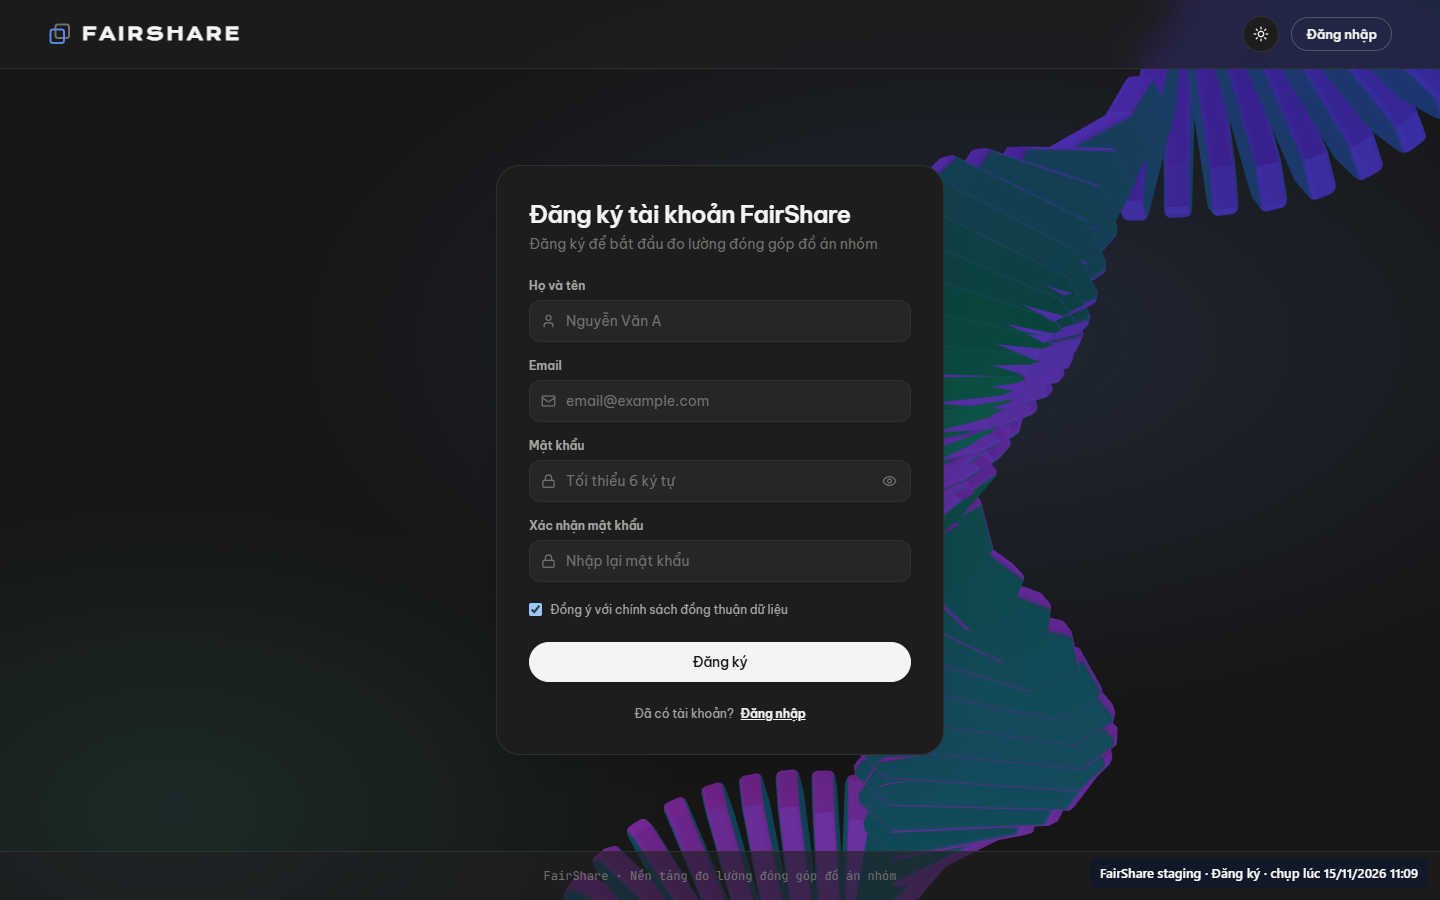 FAIRSHARE
Đăng nhập
Đăng ký tài khoản FairShare
Đăng ký để bắt đầu đo lường đóng góp đồ án nhóm
Họ và tên
Nguyễn Văn A
Email
email@example.com
Mật khẩu
Tối thiểu 6 ký tự
Xác nhận mật khẩu
Nhập lại mật khẩu
Đồng ý với chính sách đồng thuận dữ liệu
Đăng ký
Đã có tài khoản? Đăng nhập
FairShare · Nền tảng đo lường đóng góp đồ án nhóm
FairShare staging · Đăng ký · chụp lúc 15/11/2026 11:09